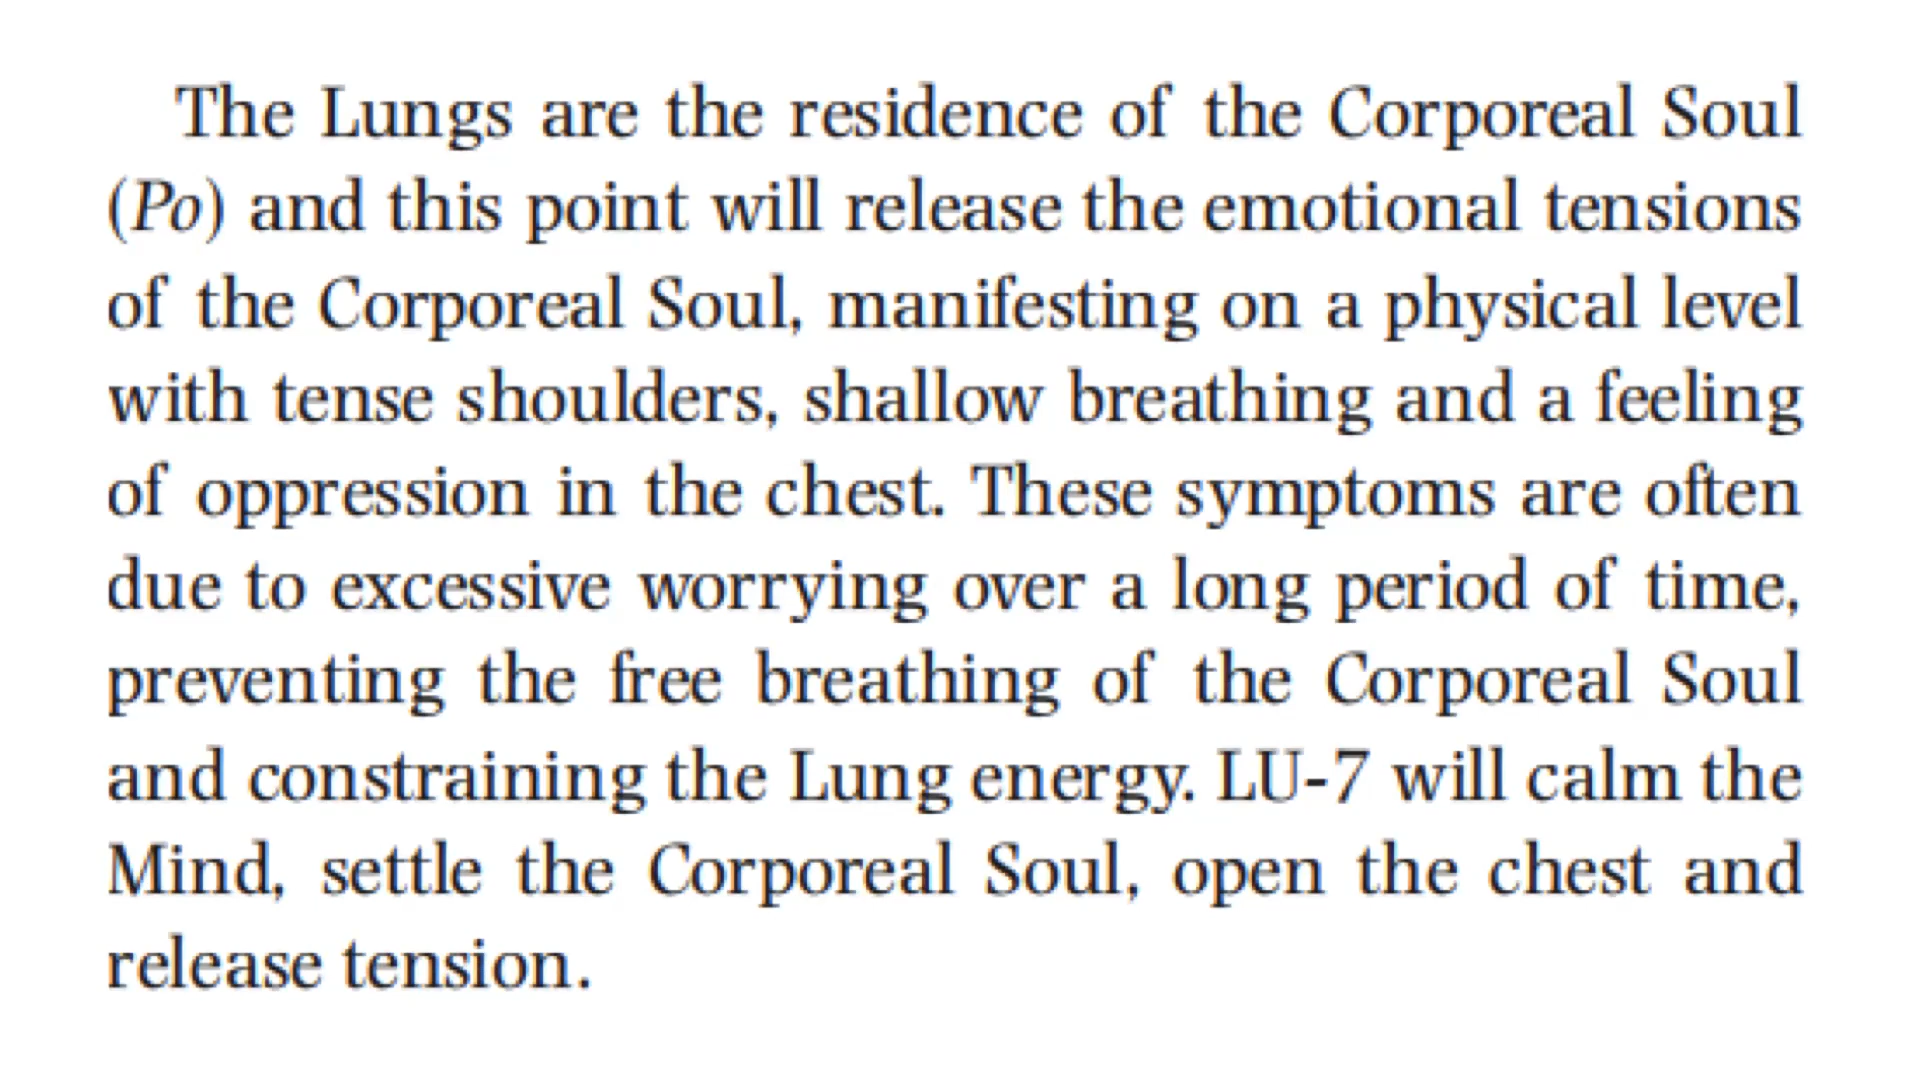 The Lungs are the residence of the Corporeal Soul
(Po) and this point will release the emotional tensions
of the Corporeal Soul, manifesting on a physical level
with tense shoulders, shallow breathing and a feeling
of oppression in the chest. These symptoms are often
due to excessive worrying over a long period of time,
preventing the free breathing of the Corporeal Soul
and constraining the Lung energy. LU-7 will calm the
Mind, settle the Corporeal Soul, open the chest and
release tension.